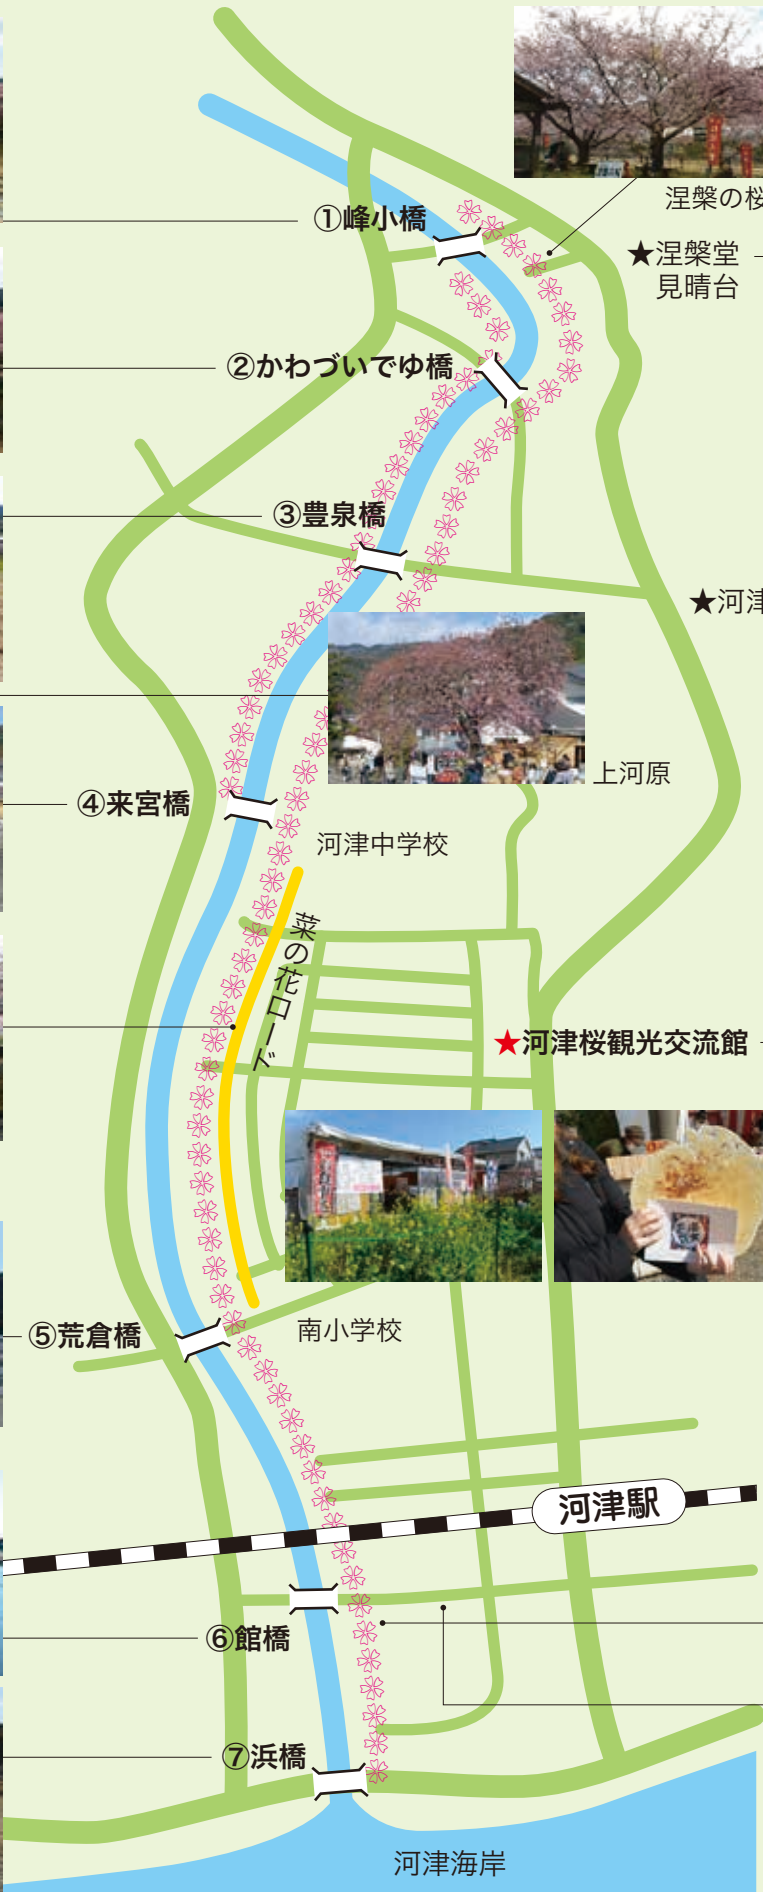 涅槃の桜
①峰小橋
★涅槃堂
見晴台
②かわづいでゆ橋
③豊泉橋
★河津
上河原
④来宮橋
河津中学校
菜の花ロード
★河津桜観光交流館
⑤荒倉橋
南小学校
河津駅
⑥館橋
⑦浜橋
河津海岸